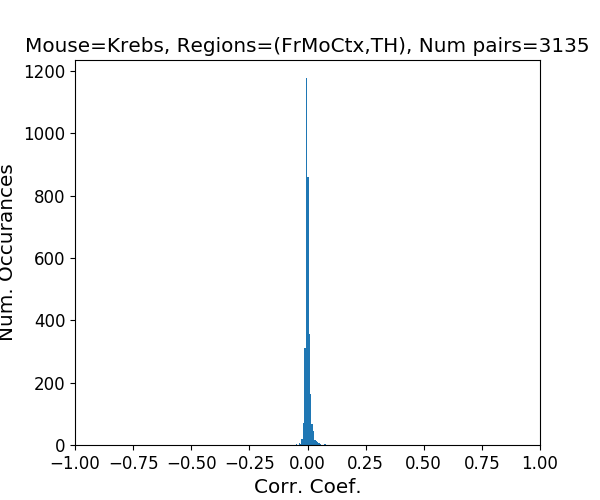 Mouse=Krebs, Regions=(FrMoCtx,TH), Num pairs=3135
1200
1000
800
600
400
200
0
Num. Occurances
−1.00 −0.75 −0.50 −0.25 0.00 0.25 0.50 0.75 1.00
Corr. Coef.